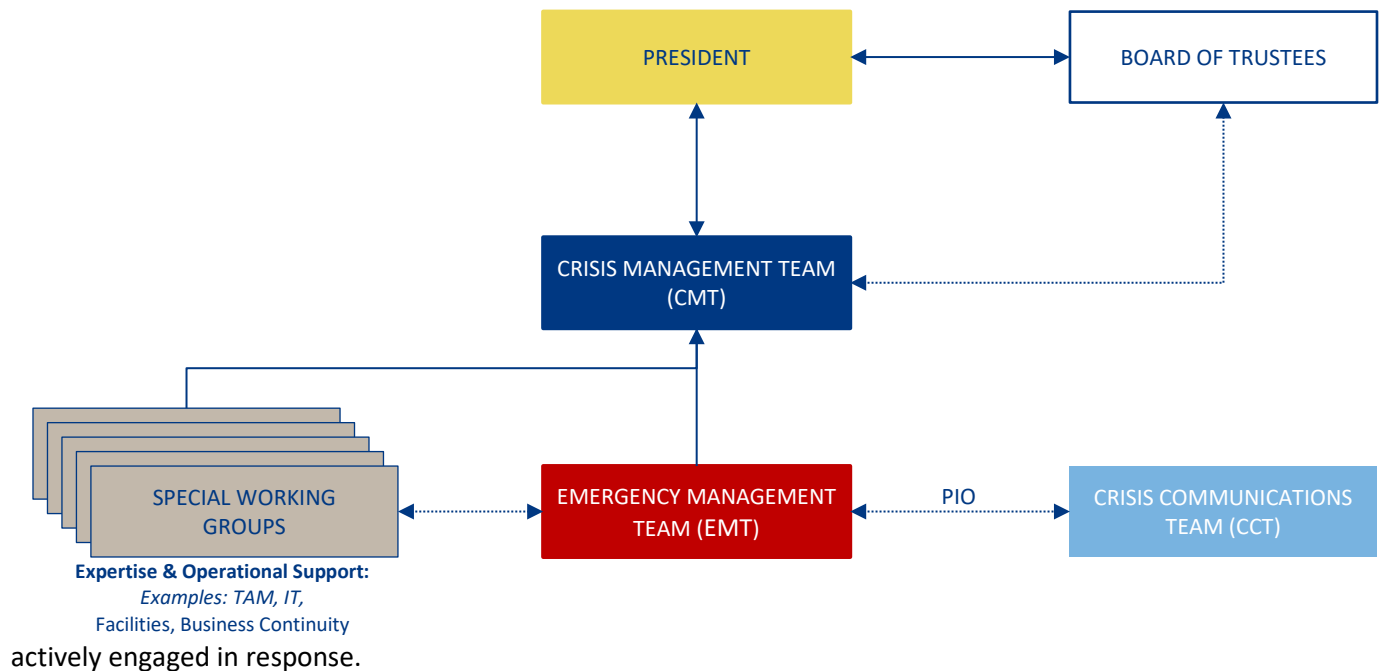 PRESIDENT
BOARD OF TRUSTEES
CRISIS MANAGEMENT TEAM
(CMT)
SPECIAL WORKING
GROUPS
EMERGENCY MANAGEMENT
TEAM (EMT)
PIO
CRISIS COMMUNICATIONS
TEAM (CCT)
Expertise & Operational Support:
Examples: TAM, IT,
Facilities, Business Continuity
actively engaged in response.